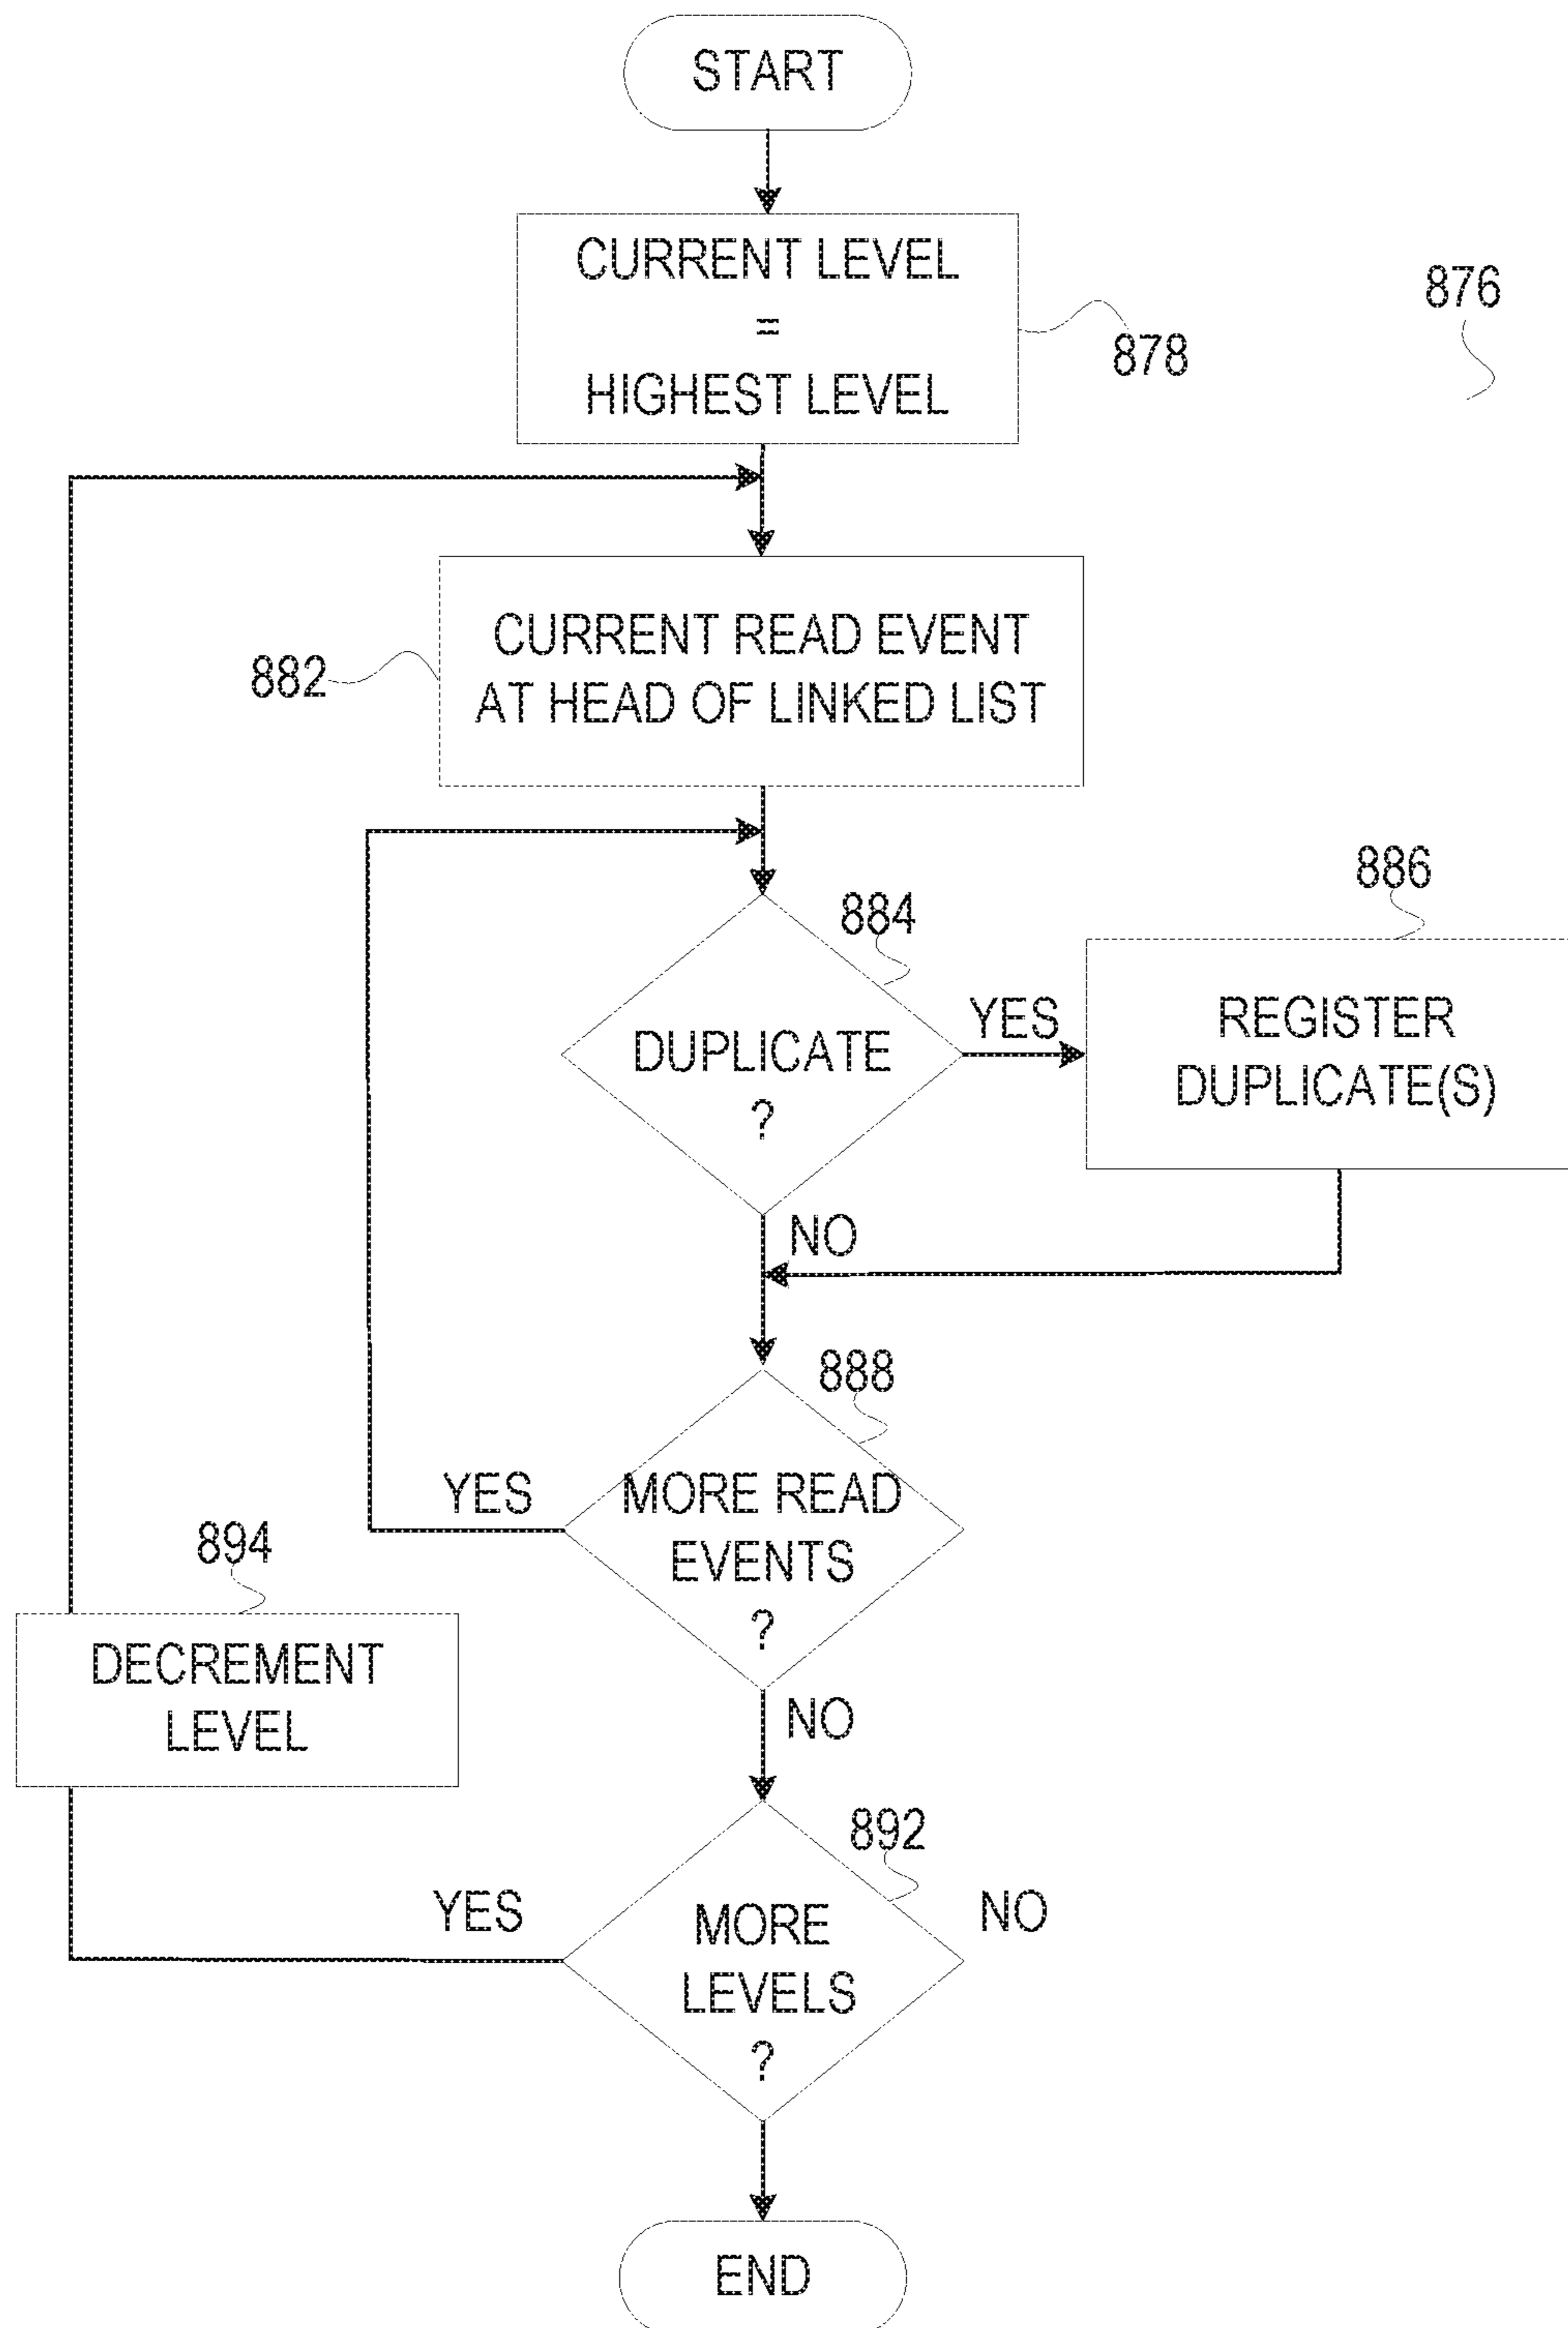 START
CURRENT LEVEL
=
HIGHEST LEVEL
876
878
CURRENT READ EVENT
AT HEAD OF LINKED LIST
882
884
886
DUPLICATE
?
YES
REGISTER
DUPLICATE(S)
NO
888
YES
MORE READ
EVENTS
?
894
DECREMENT
LEVEL
NO
892
YES
MORE
LEVELS
?
NO
END